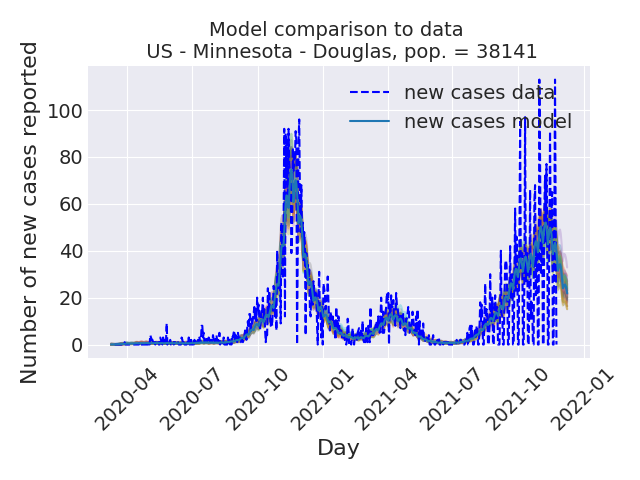 Model comparison to data
US - Minnesota - Douglas, pop. = 38141
new cases data
new cases model
Number of new cases reported
100
80
60
40
20
0
2020-04
2020-07
2020-10
2021-01
2021-04
2021-07
2021-10
2022-01
Day